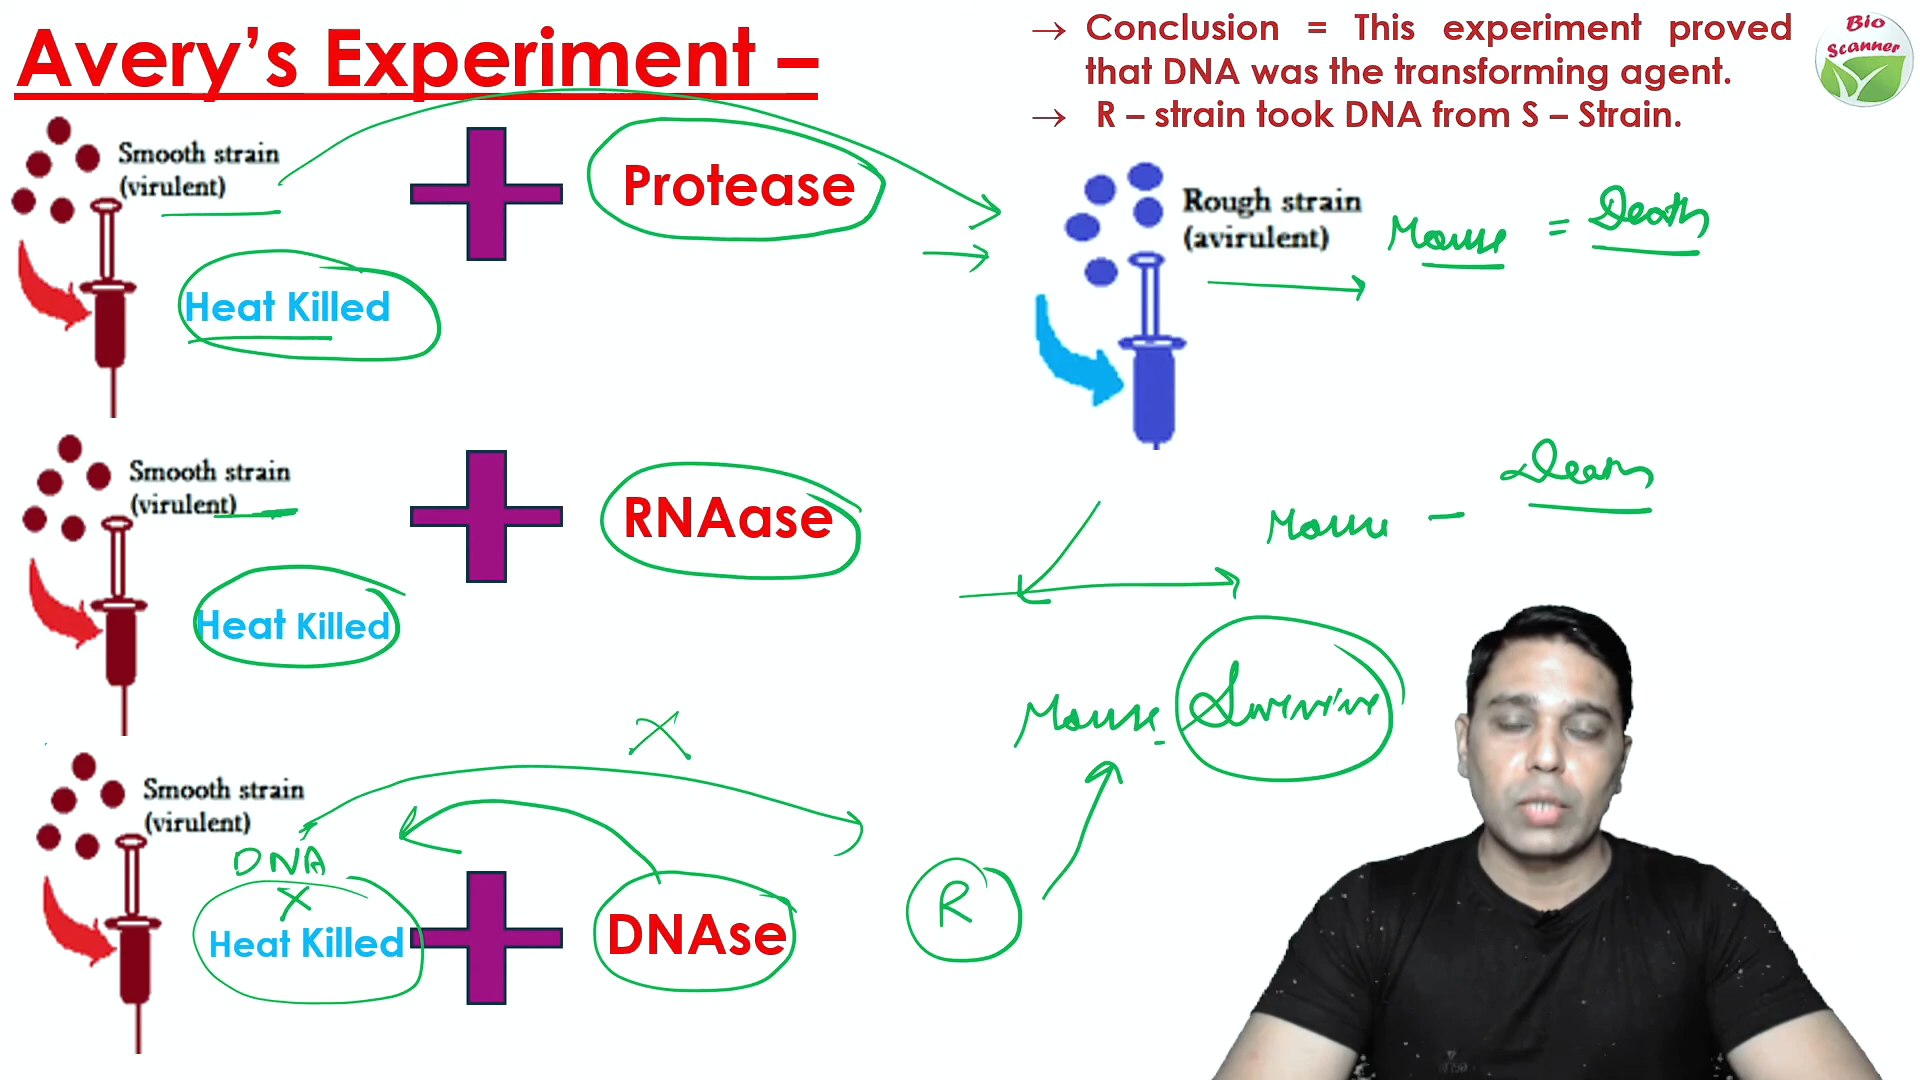 Avery's Experiment –
→ Conclusion = This experiment proved
that DNA was the transforming agent.
→ R – strain took DNA from S – Strain.
Bio
Scanner
Smooth strain
(virulent)
Heat Killed
Protease
Rough strain
(avirulent)
Mouse = Death
Smooth strain
(virulent)
Heat Killed
RNAase
Mouse – Death
Mouse Survive
Smooth strain
(virulent)
DNA
X
Heat Killed
DNAse
X
R